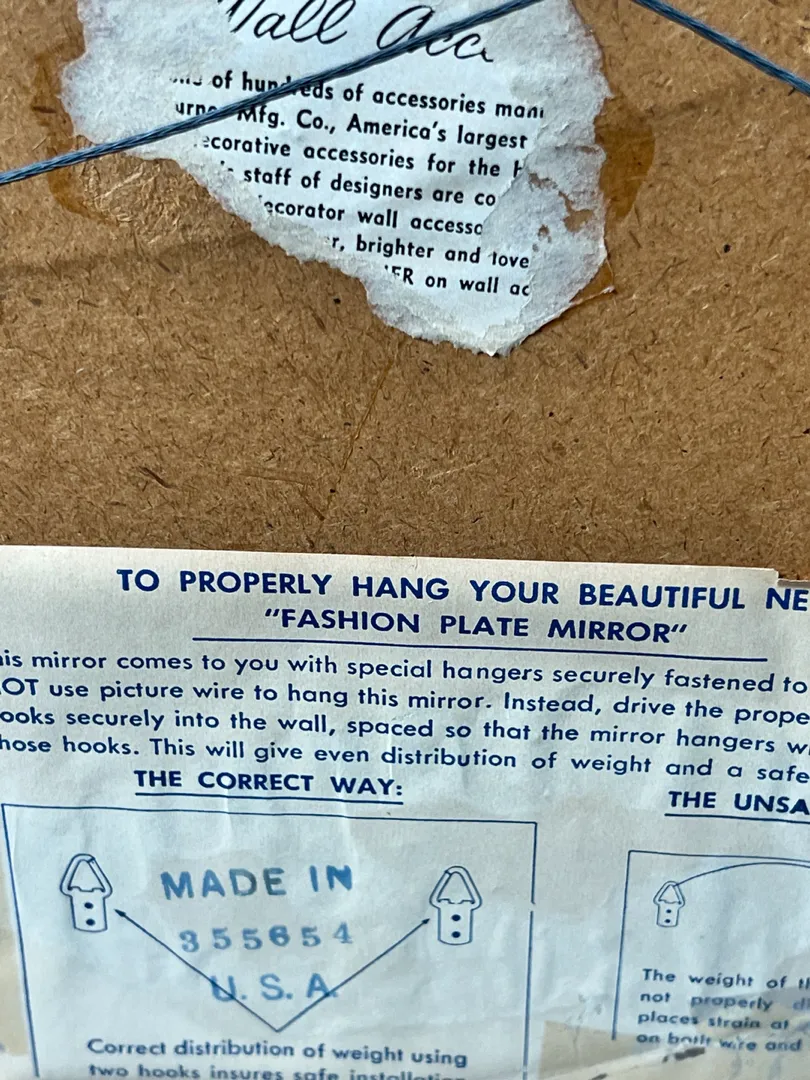 Wall Acc
of hundreds of accessories man
urner Mfg. Co., America's largest
ecorative accessories for the h
staff of designers are co
ecorator wall accesso
r, brighter and love
ER on wall ac
TO PROPERLY HANG YOUR BEAUTIFUL NE
"FASHION PLATE MIRROR"
his mirror comes to you with special hangers securely fastened to
OT use picture wire to hang this mirror. Instead, drive the prope
ooks securely into the wall, spaced so that the mirror hangers wi
hose hooks. This will give even distribution of weight and a safe
THE CORRECT WAY:
MADE IN
355654
U.S.A.
Correct distribution of weight using
two hooks insures safe installation
THE UNSA
The weight of th
not properly di
places strain at
on both wire and